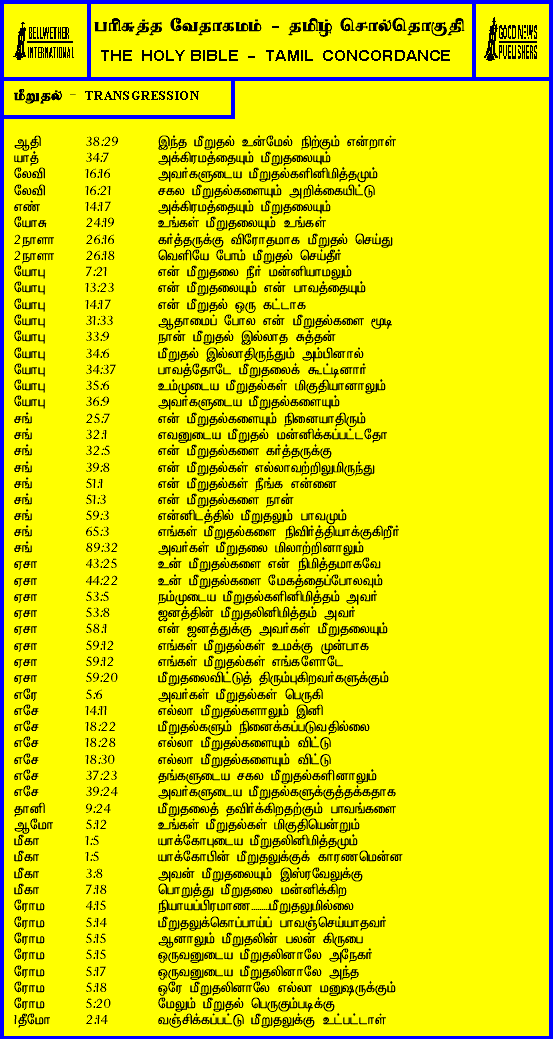 BELLWETHER INTERNATIONAL
பரிசுத்த வேதாகமம் - தமிழ் சொல்தொகுதி
THE HOLY BIBLE - TAMIL CONCORDANCE
GOOD NEWS PUBLISHERS
மீறுதல் - TRANSGRESSION
ஆதி 38:29 இந்த மீறுதல் உன்மேல் நிற்கும் என்றாள்
யாத் 34:7 அக்கிரமத்தையும் மீறுதலையும்
லேவி 16:16 அவர்களுடைய மீறுதல்களினிமித்தமும்
லேவி 16:21 சகல மீறுதல்களையும் அறிக்கையிட்டு
எண் 14:17 அக்கிரமத்தையும் மீறுதலையும்
யோசு 24:19 உங்கள் மீறுதலையும் உங்கள்
2நாளா 26:16 கர்த்தருக்கு விரோதமாக மீறுதல் செய்து
2நாளா 26:18 வெளியே போம் மீறுதல் செய்தீர்
யோபு 7:21 என் மீறுதலை நீர் மன்னியாமலும்
யோபு 13:23 என் மீறுதலையும் என் பாவத்தையும்
யோபு 14:17 என் மீறுதல் ஒரு கட்டாக
யோபு 31:33 ஆதாமைப் போல என் மீறுதல்களை மூடி
யோபு 33:9 நான் மீறுதல் இல்லாத சுத்தன்
யோபு 34:6 மீறுதல் இல்லாதிருந்தும் அம்பினால்
யோபு 34:37 பாவத்தோடே மீறுதலைக் கூட்டினார்
யோபு 35:6 உம்முடைய மீறுதல்கள் மிகுதியானாலும்
யோபு 36:9 அவர்களுடைய மீறுதல்களையும்
சங் 25:7 என் மீறுதல்களையும் நினையாதிரும்
சங் 32:1 எவனுடைய மீறுதல் மன்னிக்கப்பட்டதோ
சங் 32:5 என் மீறுதல்களை கர்த்தருக்கு
சங் 39:8 என் மீறுதல்கள் எல்லாவற்றிலுமிருந்து
சங் 51:1 என் மீறுதல்கள் நீங்க என்னை
சங் 51:3 என் மீறுதல்களை நான்
சங் 59:3 என்னிடத்தில் மீறுதலும் பாவமும்
சங் 65:3 எங்கள் மீறுதல்களை நிவிர்த்தியாக்குகிறீர்
சங் 89:32 அவர்கள் மீறுதலை மிலாற்றினாலும்
ஏசா 43:25 உன் மீறுதல்களை என் நிமித்தமாகவே
ஏசா 44:22 உன் மீறுதல்களை மேகத்தைப்போலவும்
ஏசா 53:5 நம்முடைய மீறுதல்களினிமித்தம் அவர்
ஏசா 53:8 ஜனத்தின் மீறுதலினிமித்தம் அவர்
ஏசா 58:1 என் ஜனத்துக்கு அவர்கள் மீறுதலையும்
ஏசா 59:12 எங்கள் மீறுதல்கள் உமக்கு முன்பாக
ஏசா 59:12 எங்கள் மீறுதல்கள் எங்களோடே
ஏசா 59:20 மீறுதலைவிட்டுத் திரும்புகிறவர்களுக்கும்
எரே 5:6 அவர்கள் மீறுதல்கள் பெருகி
எசே 14:11 எல்லா மீறுதல்களாலும் இனி
எசே 18:22 மீறுதல்களும் நினைக்கப்படுவதில்லை
எசே 18:28 எல்லா மீறுதல்களையும் விட்டு
எசே 18:30 எல்லா மீறுதல்களையும் விட்டு
எசே 37:23 தங்களுடைய சகல மீறுதல்களினாலும்
எசே 39:24 அவர்களுடைய மீறுதல்களுக்குத்தக்கதாக
தானி 9:24 மீறுதலைத் தவிர்க்கிறதற்கும் பாவங்களை
ஆமோ 5:12 உங்கள் மீறுதல்கள் மிகுதியென்றும்
மீகா 1:5 யாக்கோபுடைய மீறுதலினிமித்தமும்
மீகா 1:5 யாக்கோபின் மீறுதலுக்குக் காரணமென்ன
மீகா 3:8 அவன் மீறுதலையும் இஸ்ரவேலுக்கு
மீகா 7:18 பொறுத்து மீறுதலை மன்னிக்கிற
ரோம 4:15 நியாயப்பிரமாண.........மீறுதலுமில்லை
ரோம 5:14 மீறுதலுக்கொப்பாய்ப் பாவஞ்செய்யாதவர்
ரோம 5:15 ஆனாலும் மீறுதலின் பலன் கிருபை
ரோம 5:15 ஒருவனுடைய மீறுதலினாலே அநேகர்
ரோம 5:17 ஒருவனுடைய மீறுதலினாலே அந்த
ரோம 5:18 ஒரே மீறுதலினாலே எல்லா மனுஷருக்கும்
ரோம 5:20 மேலும் மீறுதல் பெருகும்படிக்கு
1தீமோ 2:14 வஞ்சிக்கப்பட்டு மீறுதலுக்கு உட்பட்டாள்